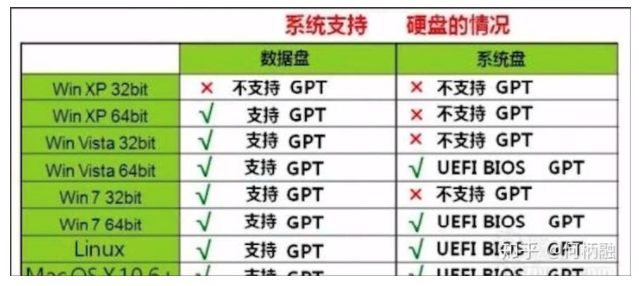 系统支持 硬盘的情况
数据盘 系统盘
Win XP 32bit × 不支持 GPT × 不支持 GPT
Win XP 64bit √ 支持 GPT × 不支持 GPT
Win Vista 32bit √ 支持 GPT × 不支持 GPT
Win Vista 64bit √ 支持 GPT √ UEFI BIOS GPT
Win 7 32bit √ 支持 GPT × 不支持 GPT
Win 7 64bit √ 支持 GPT √ UEFI BIOS GPT
Linux √ 支持 GPT √ UEFI BIOS GPT
Mac OS X 10.6+ √ 支持 GPT √ UEFI BIOS GPT
知乎 @何柄融